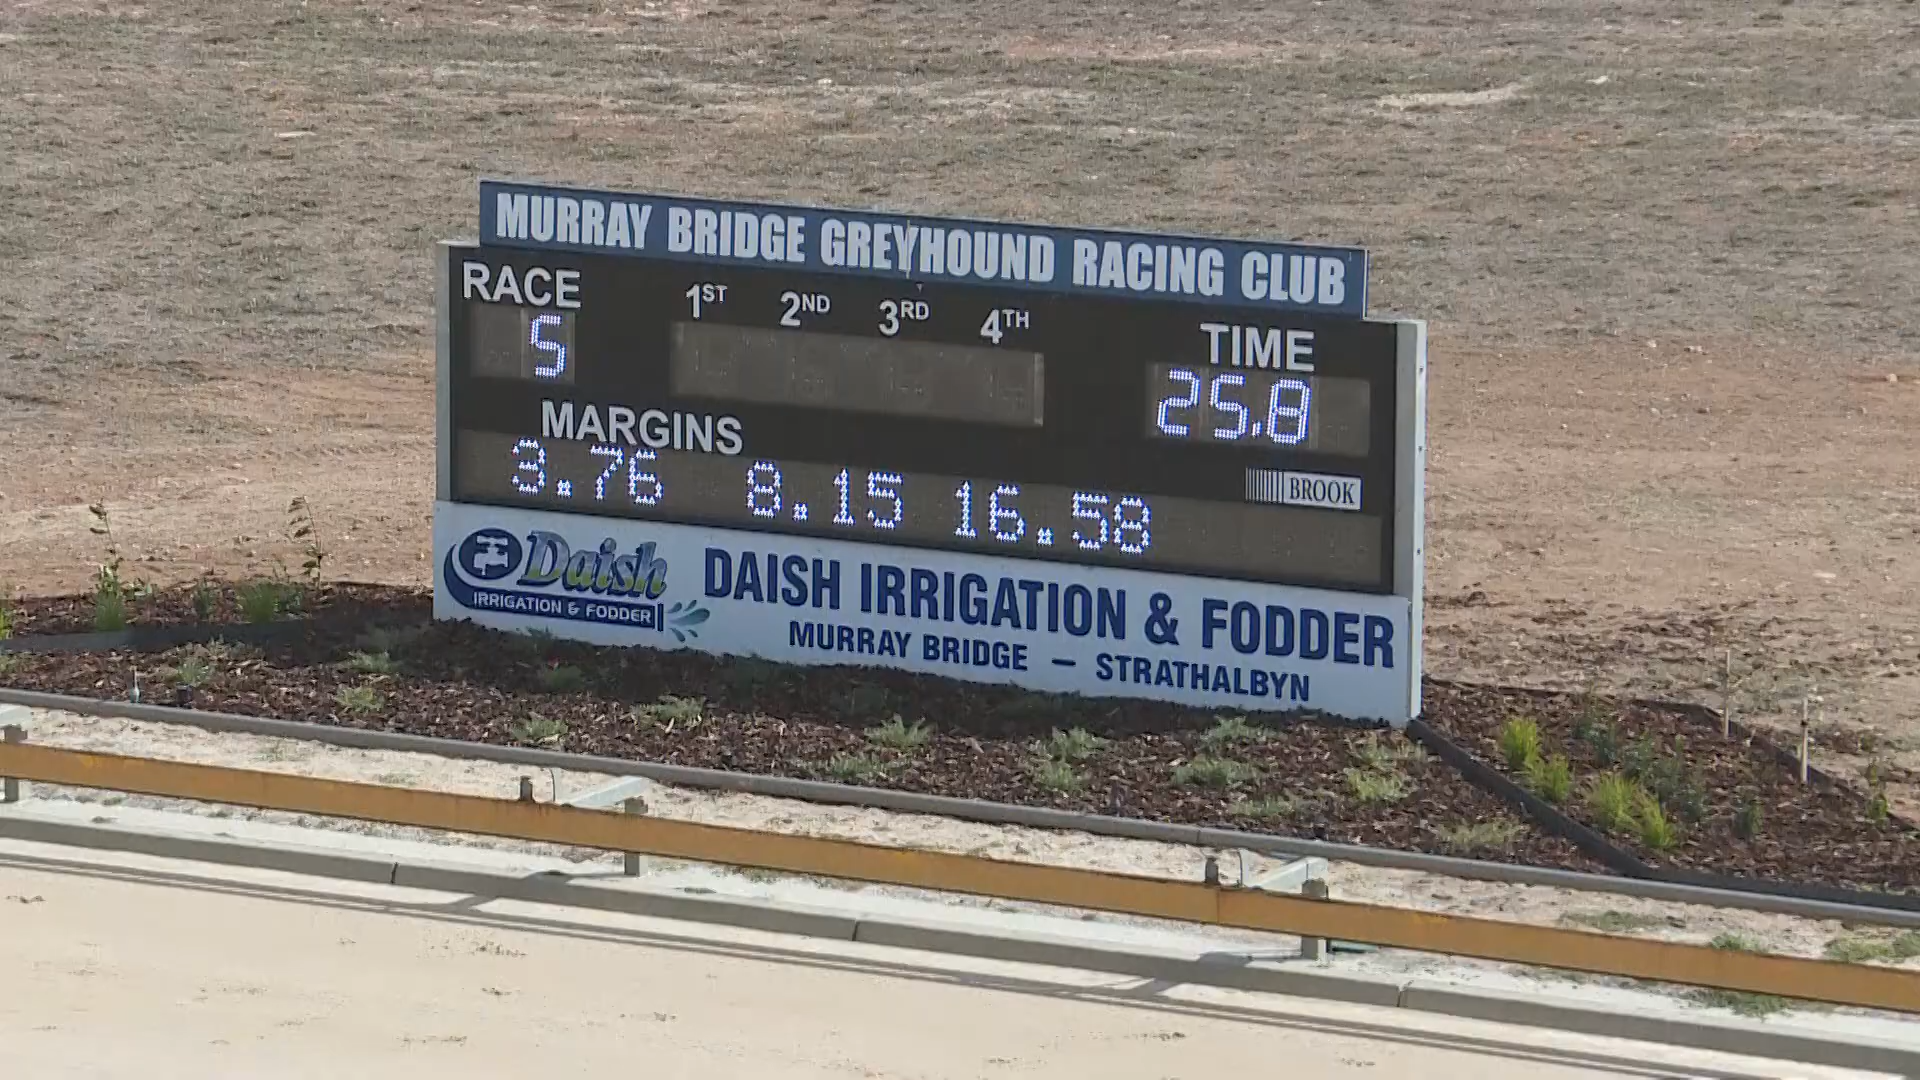 MURRAY BRIDGE GREYHOUND RACING CLUB
RACE 1ST 2ND 3RD 4TH TIME
5 25.8
MARGINS
3.76 8.15 16.58
BROOK
Daish
IRRIGATION & FODDER
DAISH IRRIGATION & FODDER
MURRAY BRIDGE – STRATHALBYN